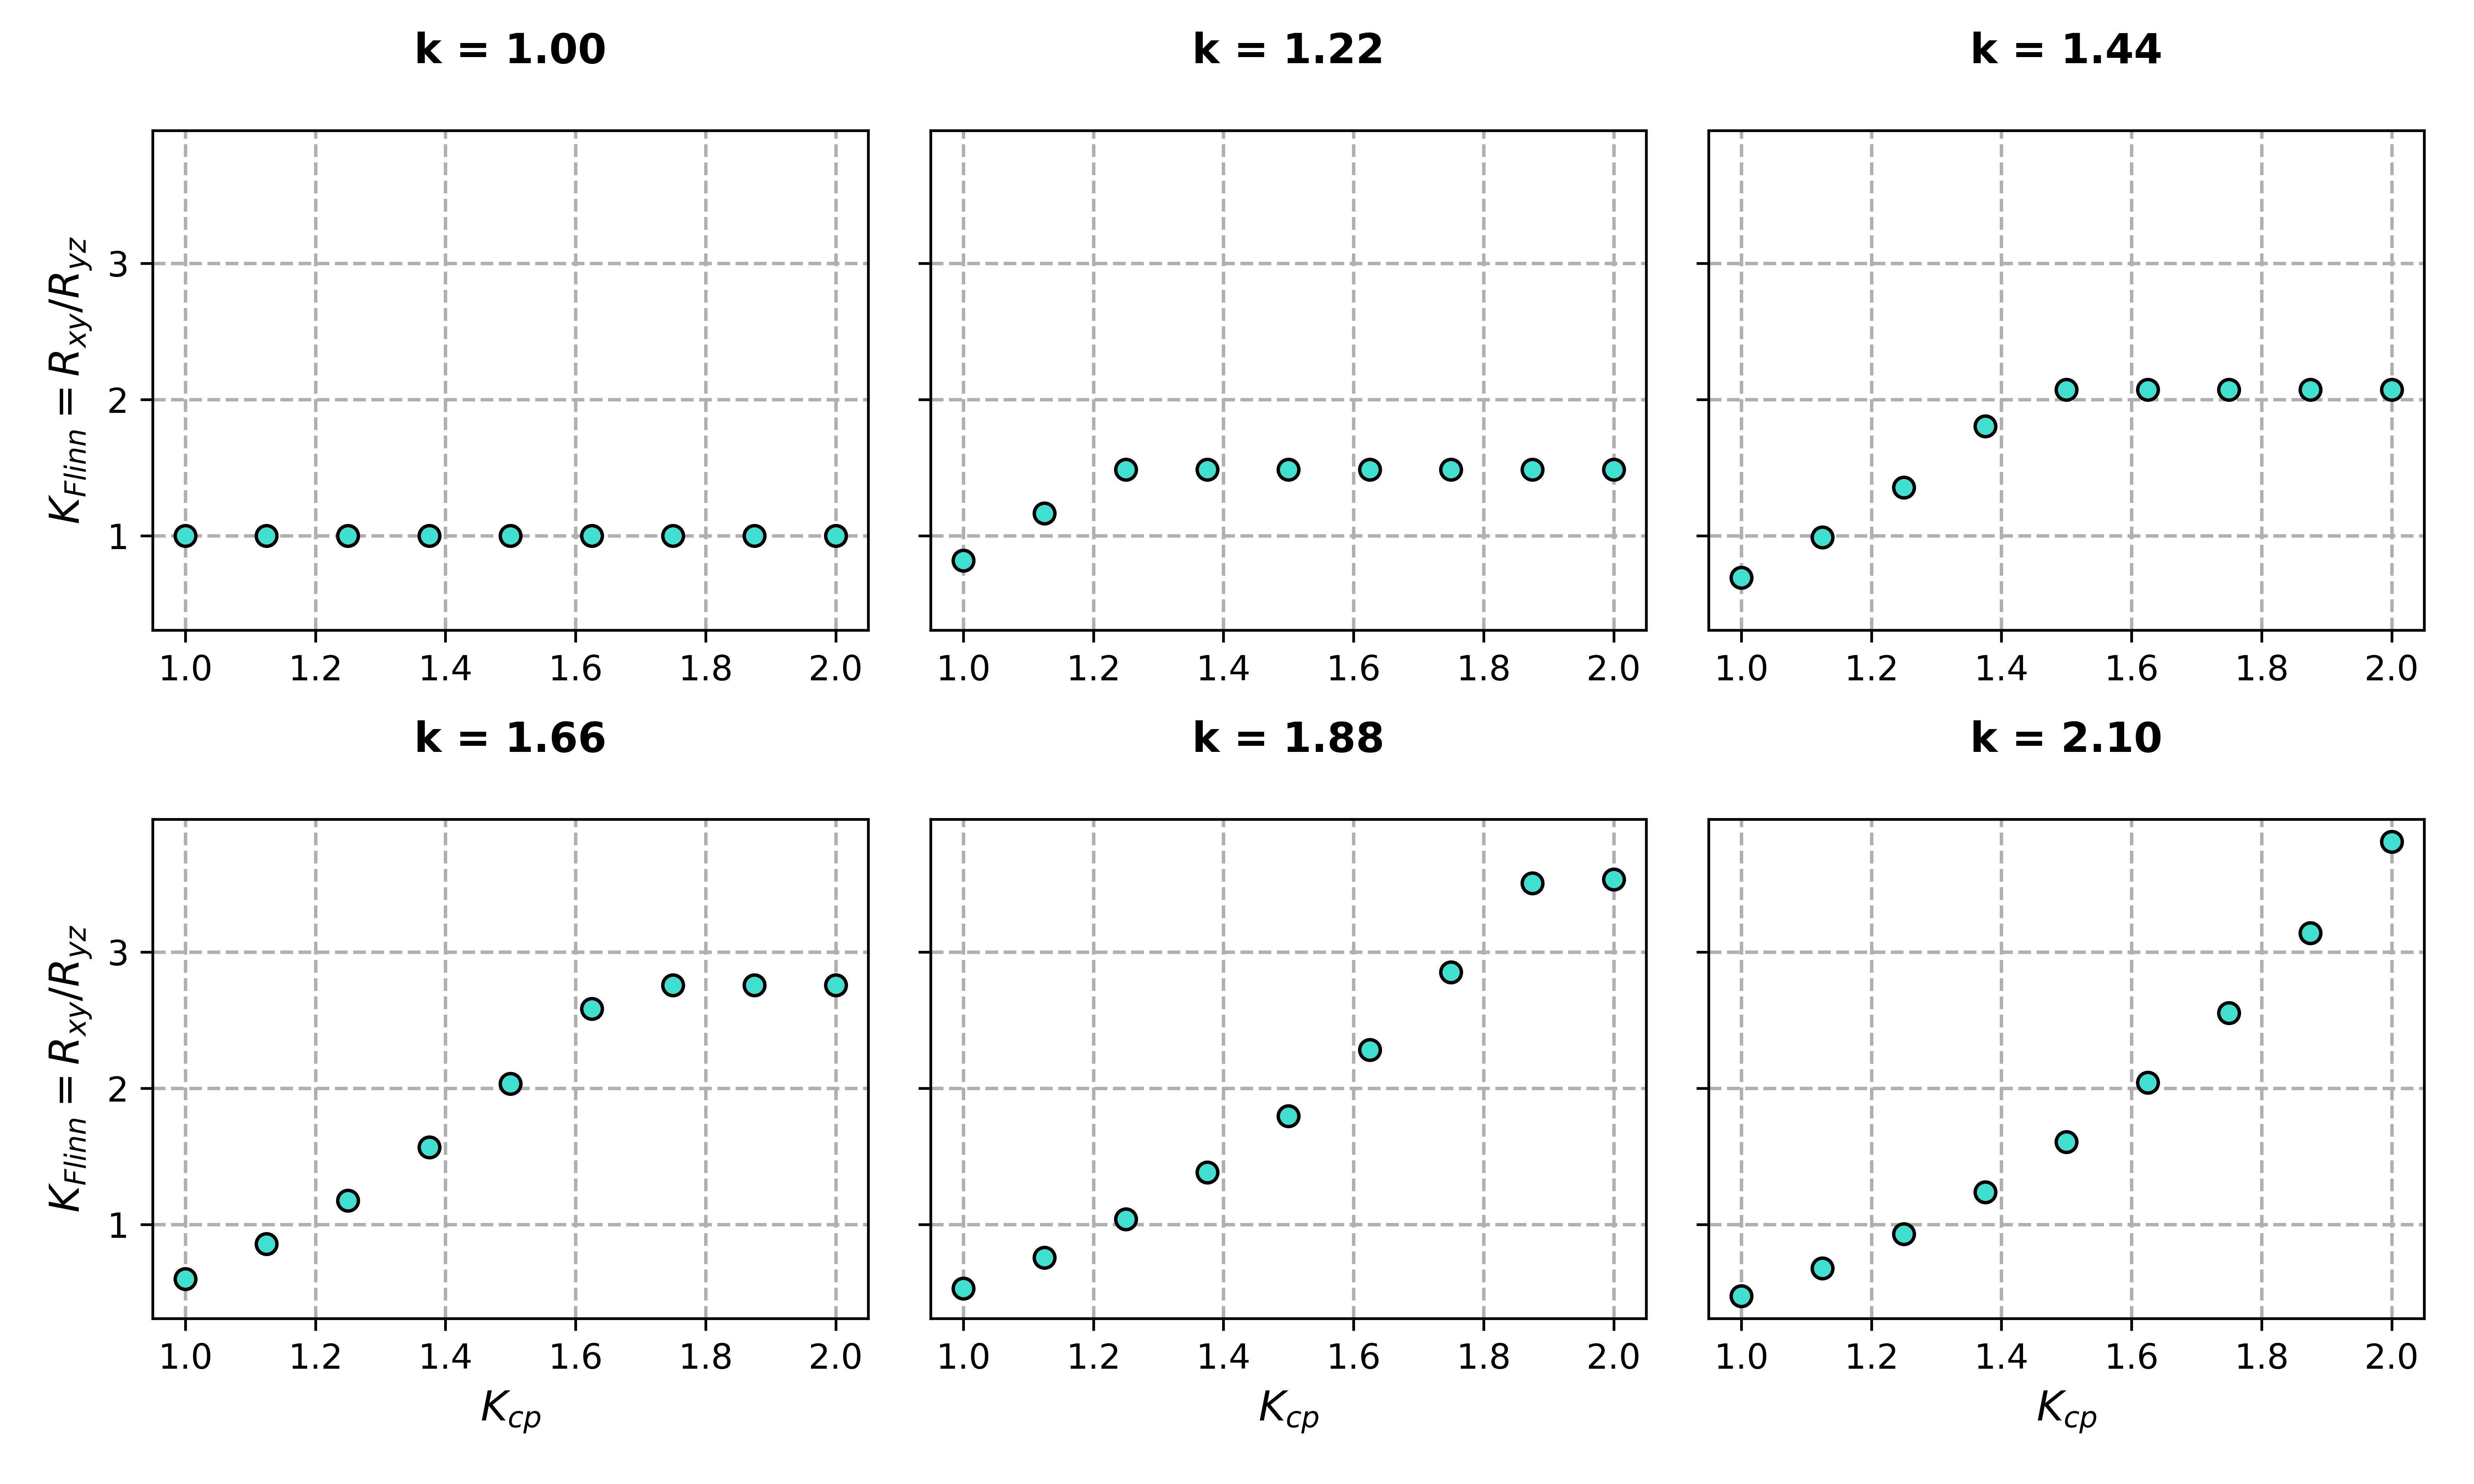 k = 1.00
k = 1.22
k = 1.44
K_Flinn = R_xy/R_yz
3
2
1
1.0 1.2 1.4 1.6 1.8 2.0
1.0 1.2 1.4 1.6 1.8 2.0
1.0 1.2 1.4 1.6 1.8 2.0
k = 1.66
k = 1.88
k = 2.10
K_Flinn = R_xy/R_yz
3
2
1
1.0 1.2 1.4 1.6 1.8 2.0
1.0 1.2 1.4 1.6 1.8 2.0
1.0 1.2 1.4 1.6 1.8 2.0
K_cp
K_cp
K_cp